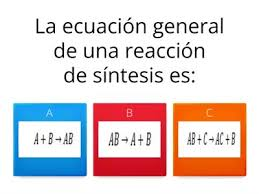 La ecuación general
de una reacción
de síntesis es:
A B C
A + B → AB AB → A + B AB + C → AC + B